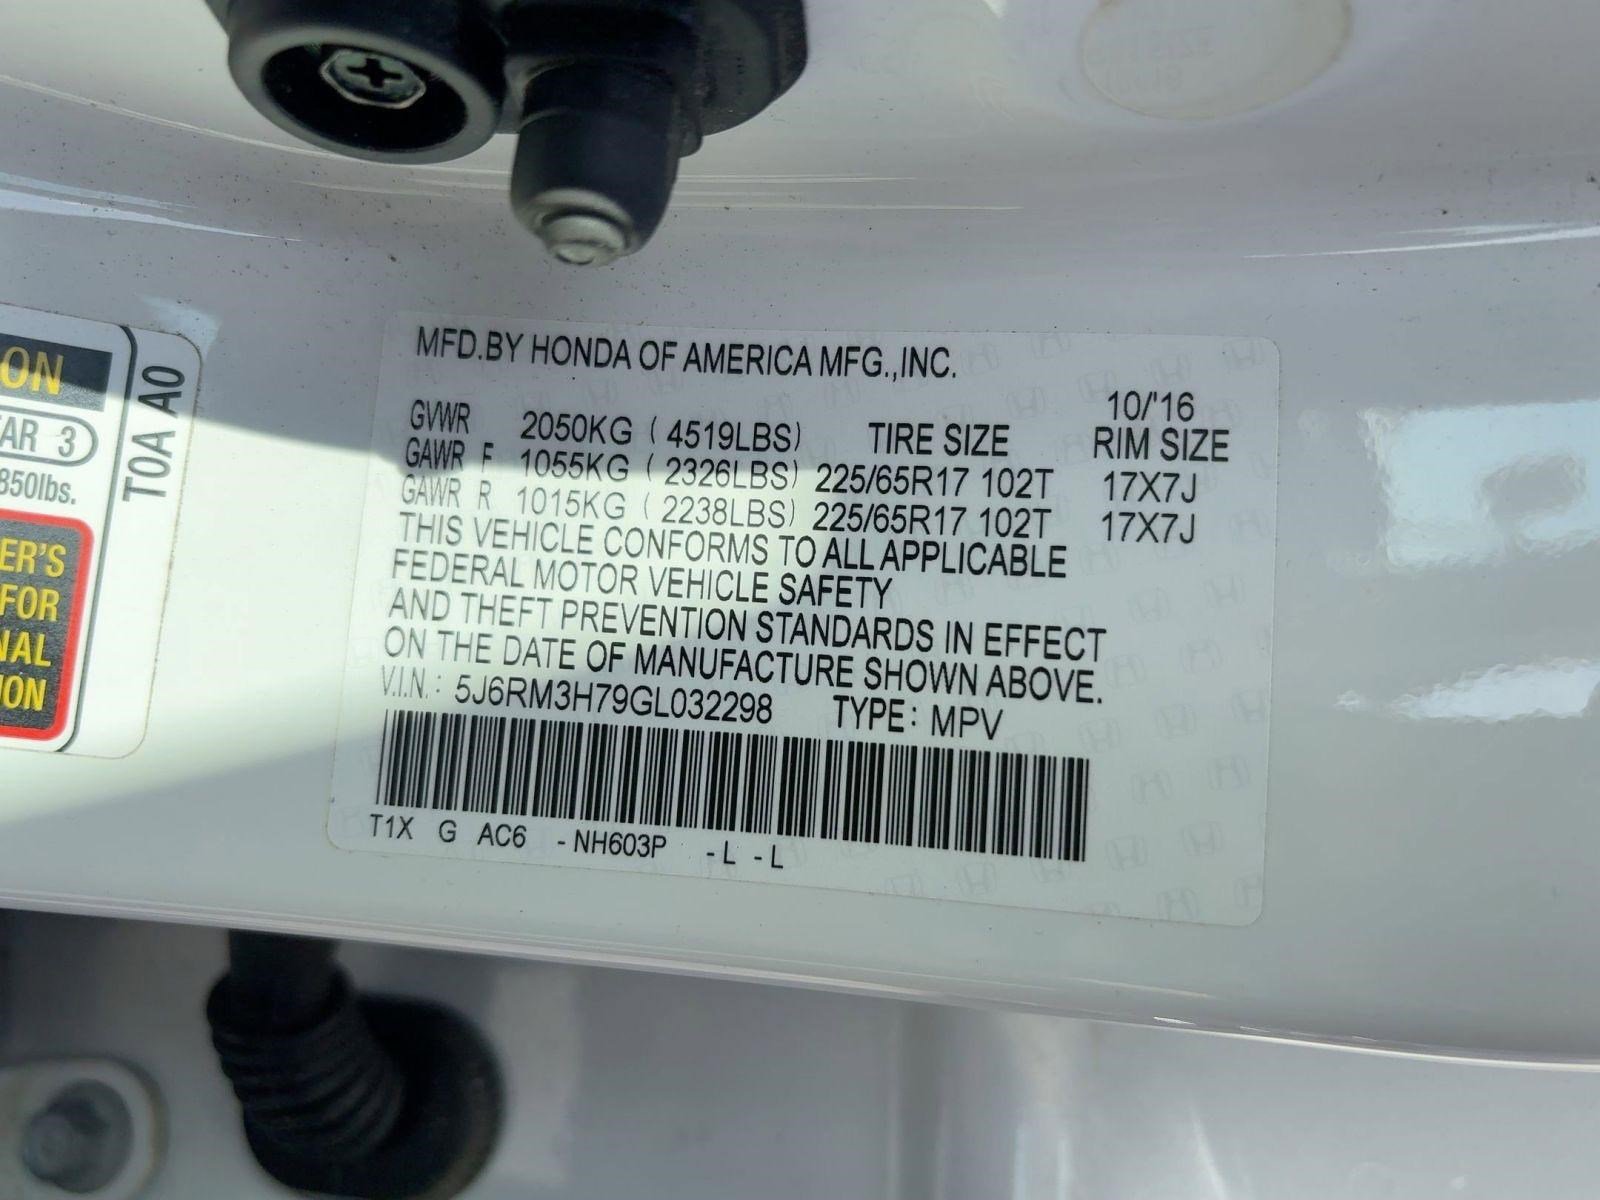 MFD.BY HONDA OF AMERICA MFG.,INC.
10/'16
GVWR 2050KG ( 4519LBS) TIRE SIZE RIM SIZE
GAWR F 1055KG ( 2326LBS) 225/65R17 102T 17X7J
GAWR R 1015KG ( 2238LBS) 225/65R17 102T 17X7J
THIS VEHICLE CONFORMS TO ALL APPLICABLE
FEDERAL MOTOR VEHICLE SAFETY
AND THEFT PREVENTION STANDARDS IN EFFECT
ON THE DATE OF MANUFACTURE SHOWN ABOVE.
V.I.N.: 5J6RM3H79GL032298 TYPE: MPV
T1X G AC6 -NH603P -L -L
ON
AR 3
850lbs.
ER'S
FOR
NAL
ION
T0A A0